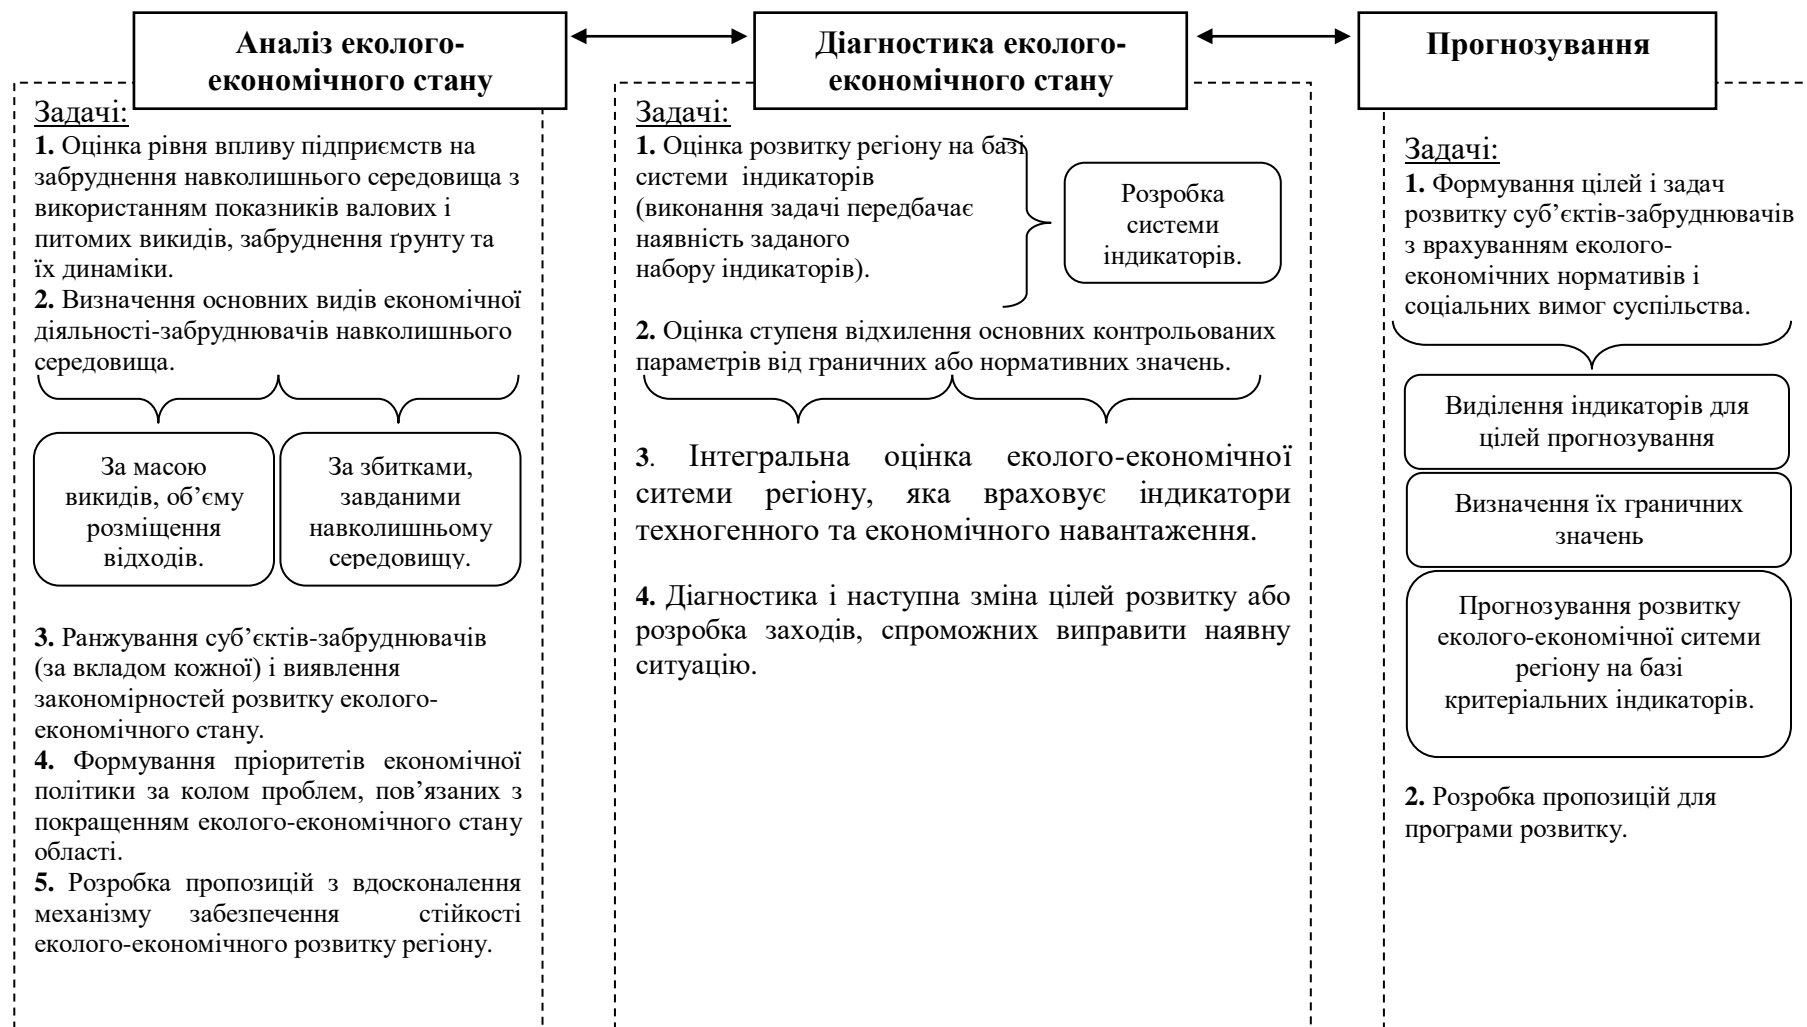 Аналіз еколого-
економічного стану
Діагностика еколого-
економічного стану
Прогнозування
Задачі:
1. Оцінка рівня впливу підприємств на
забруднення навколишнього середовища з
використанням показників валових і
питомих викидів, забруднення ґрунту та
їх динаміки.
2. Визначення основних видів економічної
діяльності-забруднювачів навколишнього
середовища.
За масою
викидів, об’єму
розміщення
відходів.
За збитками,
завданими
навколишньому
середовищу.
3. Ранжування суб’єктів-забруднювачів
(за вкладом кожної) і виявлення
закономірностей розвитку еколого-
економічного стану.
4. Формування пріоритетів економічної
політики за колом проблем, пов’язаних з
покращенням еколого-економічного стану
області.
5. Розробка пропозицій з вдосконалення
механізму забезпечення стійкості
еколого-економічного розвитку регіону.
Задачі:
1. Оцінка розвитку регіону на базі
системи індикаторів
(виконання задачі передбачає
наявність заданого
набору індикаторів).
Розробка
системи
індикаторів.
2. Оцінка ступеня відхилення основних контрольованих
параметрів від граничних або нормативних значень.
3. Інтегральна оцінка еколого-економічної
ситеми регіону, яка враховує індикатори
техногенного та економічного навантаження.
4. Діагностика і наступна зміна цілей розвитку або
розробка заходів, спроможних виправити наявну
ситуацію.
Задачі:
1. Формування цілей і задач
розвитку суб’єктів-забруднювачів
з врахуванням еколого-
економічних нормативів і
соціальних вимог суспільства.
Виділення індикаторів для
цілей прогнозування
Визначення їх граничних
значень
Прогнозування розвитку
еколого-економічної ситеми
регіону на базі
критеріальних індикаторів.
2. Розробка пропозицій для
програми розвитку.